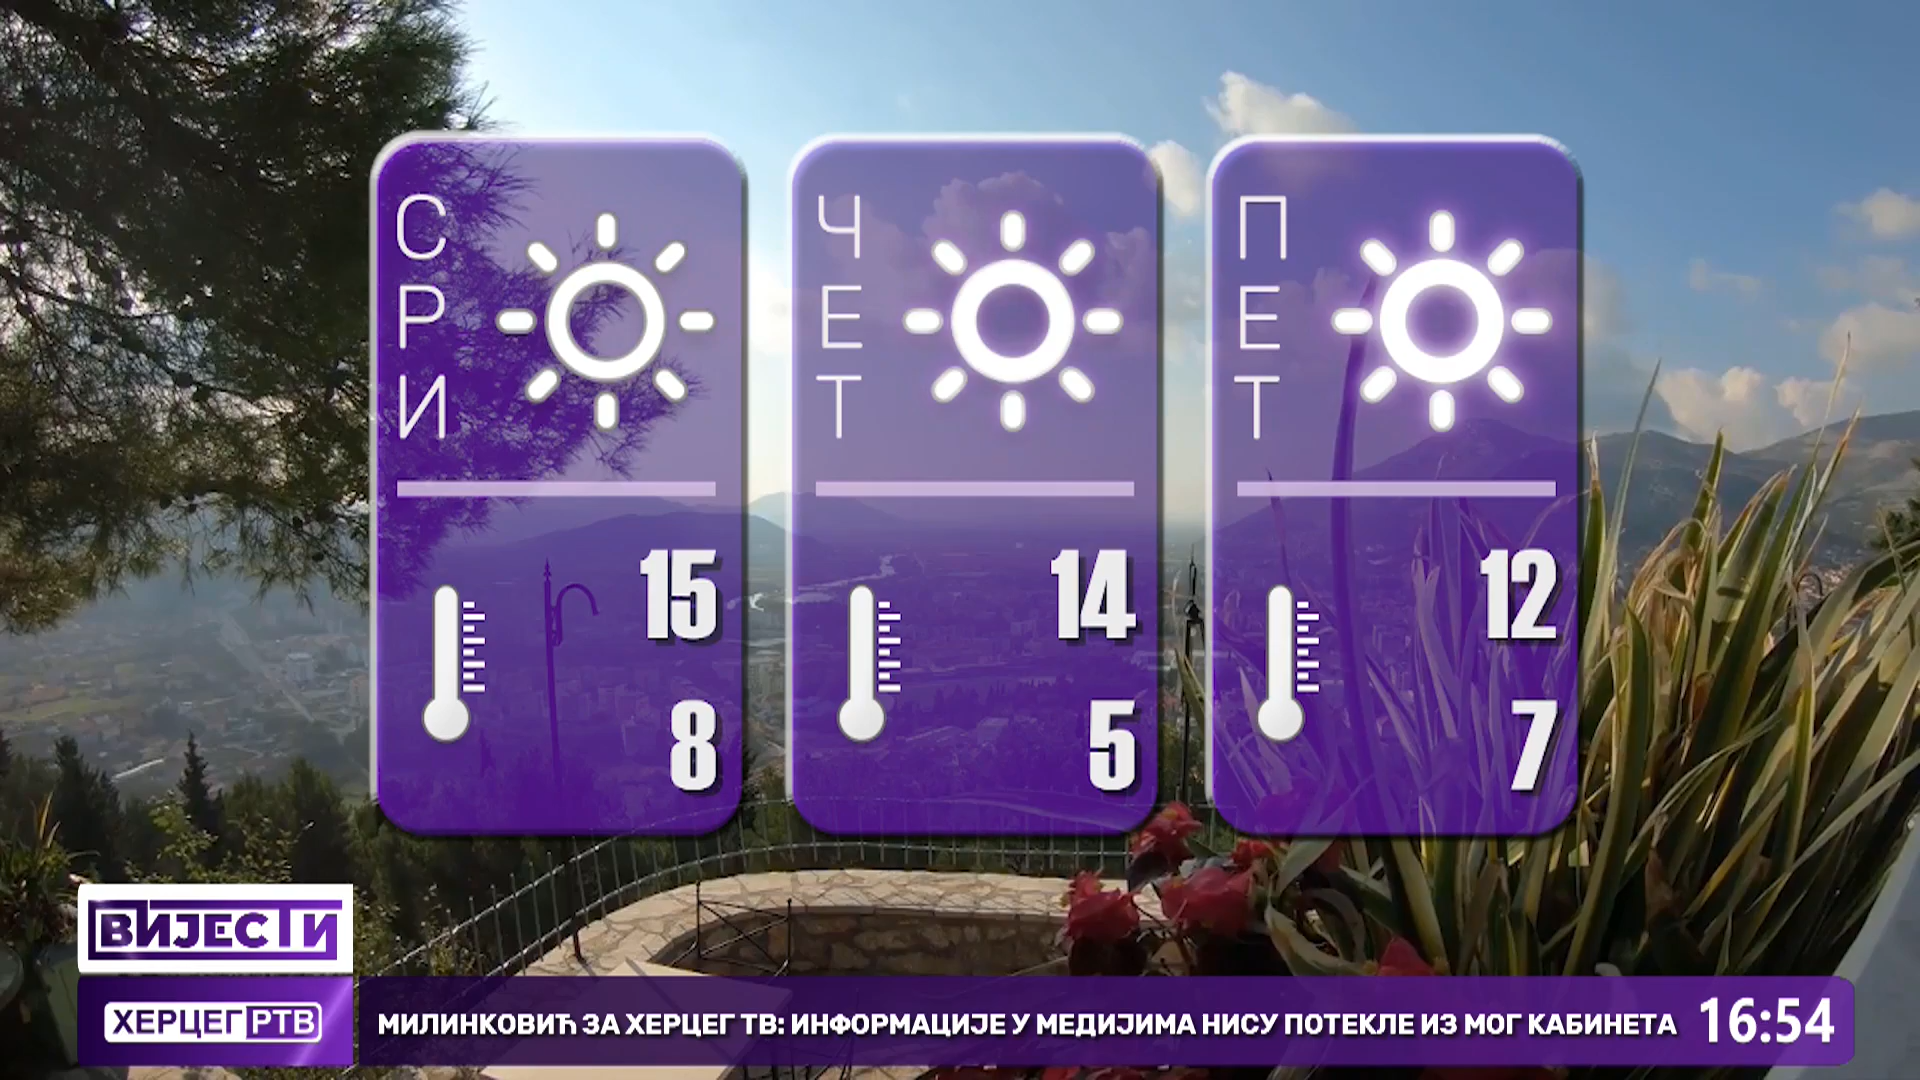 СРИ
15
8
ЧЕТ
14
5
ПЕТ
12
7
ВИЈЕСТИ
ХЕРЦЕГ РТВ
МИЛИНКОВИЋ ЗА ХЕРЦЕГ ТВ: ИНФОРМАЦИЈЕ У МЕДИЈИМА НИСУ ПОТЕКЛЕ ИЗ МОГ КАБИНЕТА
16:54